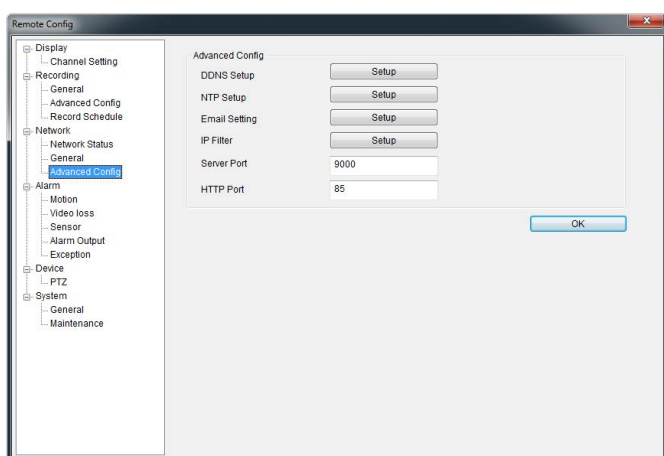 Remote Config
Display
Channel Setting
Recording
General
Advanced Config
Record Schedule
Network
Network Status
General
Advanced Config
Alarm
Motion
Video loss
Sensor
Alarm Output
Exception
Device
PTZ
System
General
Maintenance
Advanced Config
DDNS Setup Setup
NTP Setup Setup
Email Setting Setup
IP Filter Setup
Server Port 9000
HTTP Port 85
OK